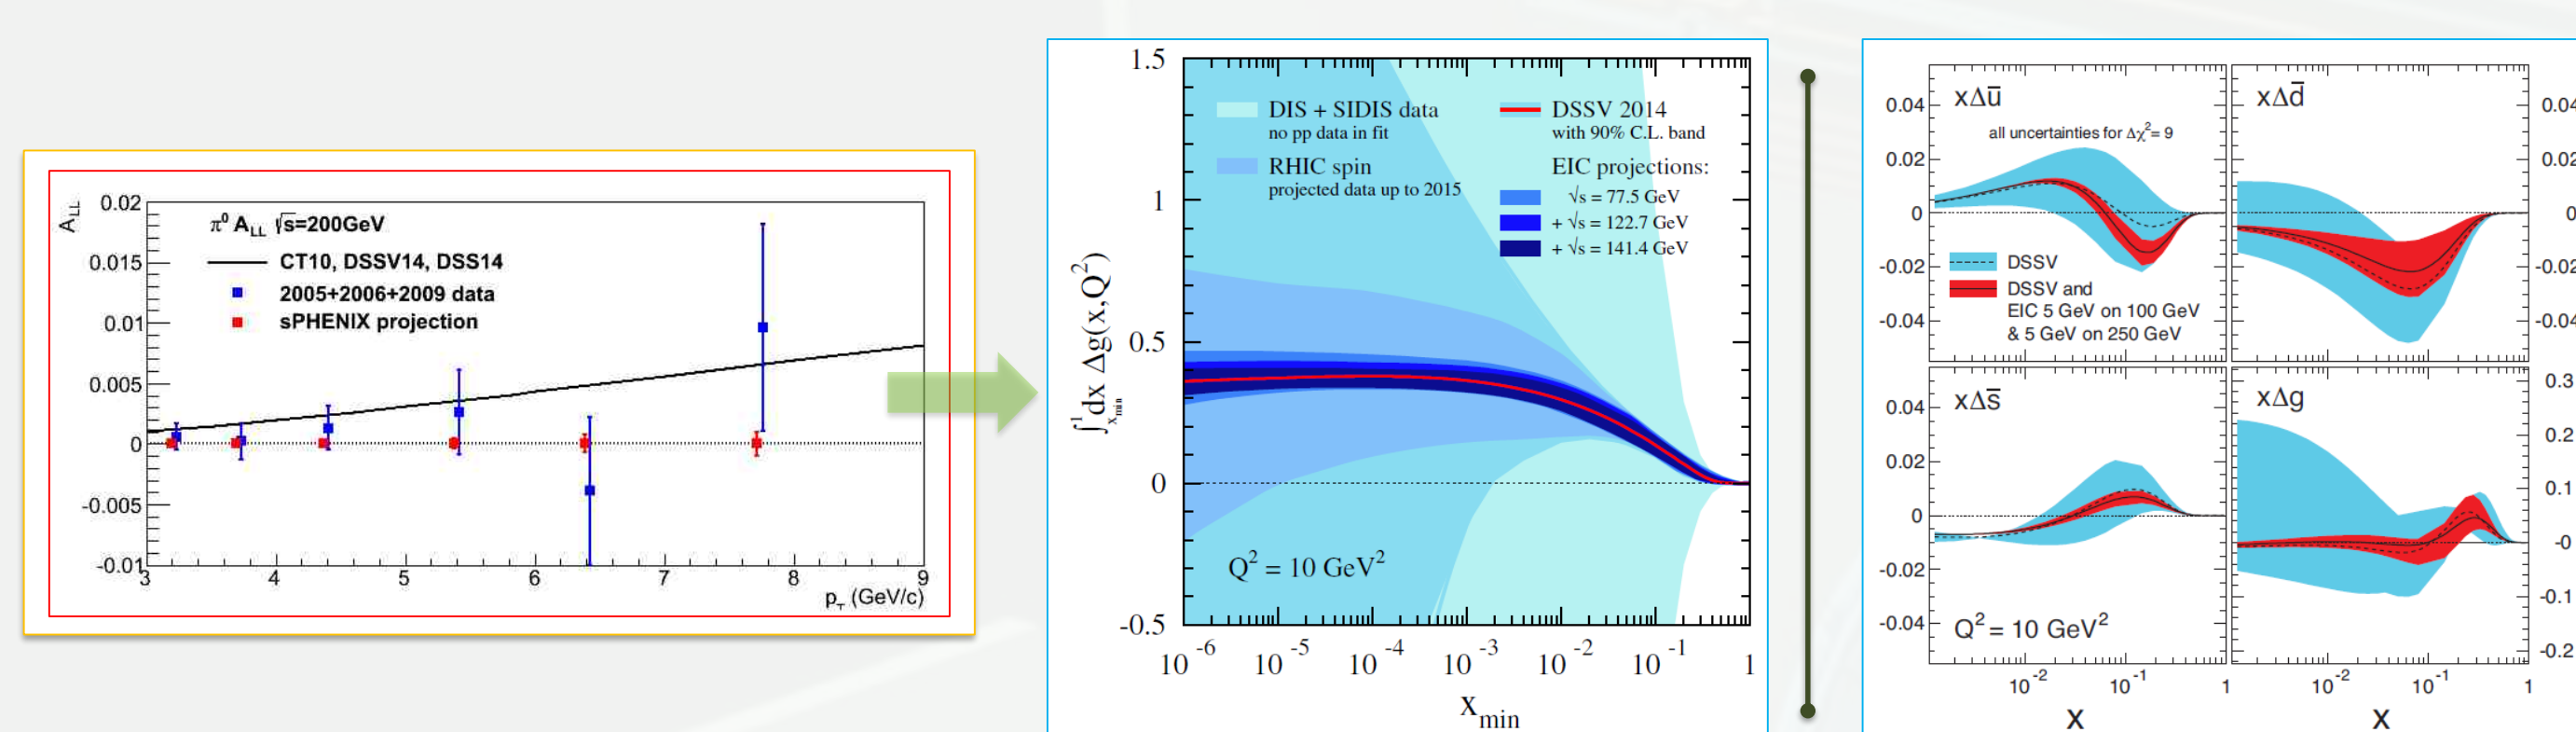 0.02
0.015
0.01
0.005
0
-0.005
-0.01
A_LL
π⁰ A_LL √s=200GeV
CT10, DSSV14, DSS14
2005+2006+2009 data
sPHENIX projection
3 4 5 6 7 8 9
p_T (GeV/c)
1.5
1
0.5
0
-0.5
∫¹_xmin dx Δg(x,Q²)
DIS + SIDIS data
no pp data in fit
RHIC spin
projected data up to 2015
DSSV 2014
with 90% C.L. band
EIC projections:
√s = 77.5 GeV
+ √s = 122.7 GeV
+ √s = 141.4 GeV
Q² = 10 GeV²
10⁻⁶ 10⁻⁵ 10⁻⁴ 10⁻³ 10⁻² 10⁻¹ 1
x_min
0.04
0.02
0
-0.02
-0.04
xΔū
all uncertainties for Δχ²= 9
DSSV
DSSV and
EIC 5 GeV on 100 GeV
& 5 GeV on 250 GeV
xΔd̄
0.04
0.02
0
-0.02
-0.04
0.04
0.02
0
-0.02
-0.04
xΔs̄
Q² = 10 GeV²
xΔg
0.3
0.2
0.1
-0
-0.1
-0.2
10⁻² 10⁻¹ 1
10⁻² 10⁻¹ 1
x
x